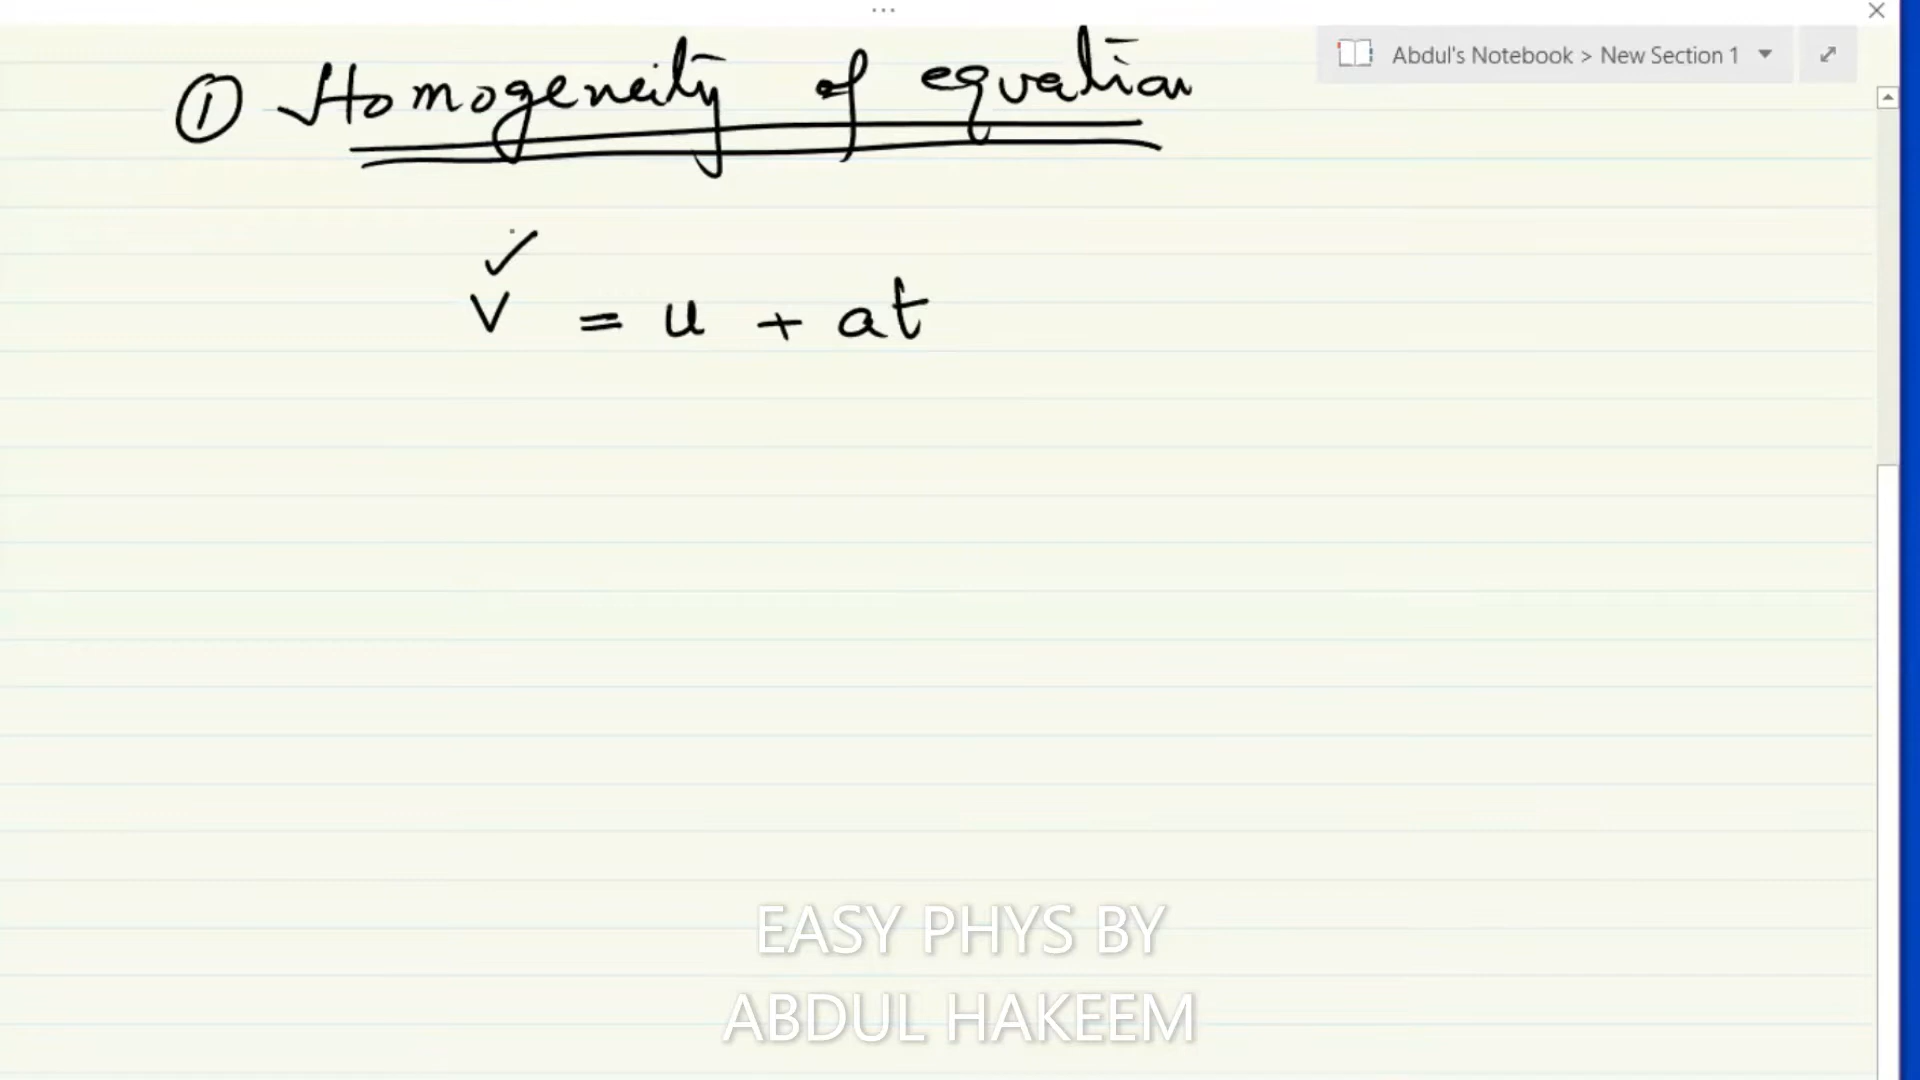 Abdul's Notebook > New Section 1
① Homogeneity of equation
✓
v = u + at
EASY PHYS BY
ABDUL HAKEEM